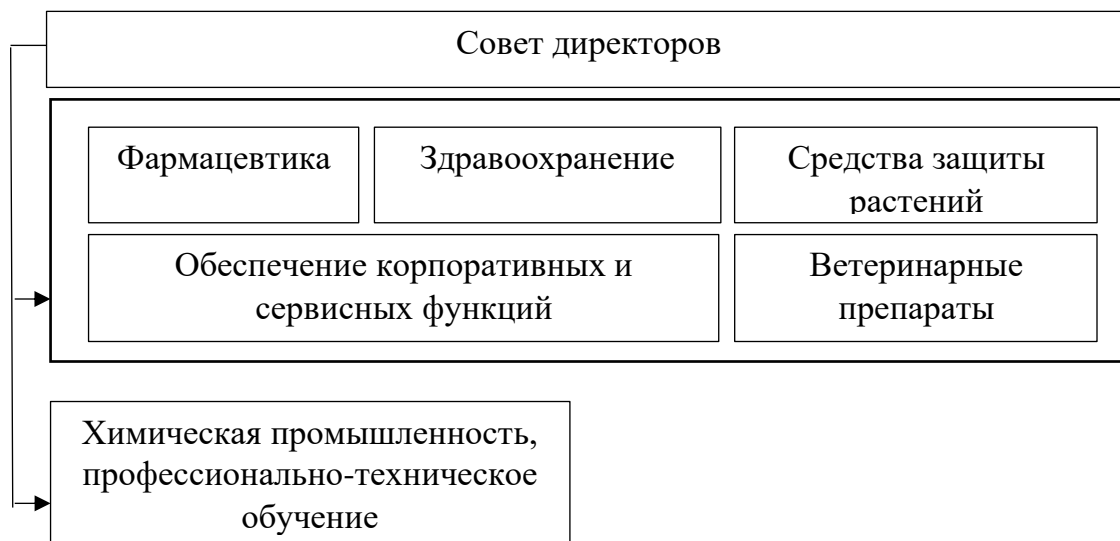 Совет директоров
Фармацевтика
Здравоохранение
Средства защиты
растений
Обеспечение корпоративных и
сервисных функций
Ветеринарные
препараты
Химическая промышленность,
профессионально-техническое
обучение